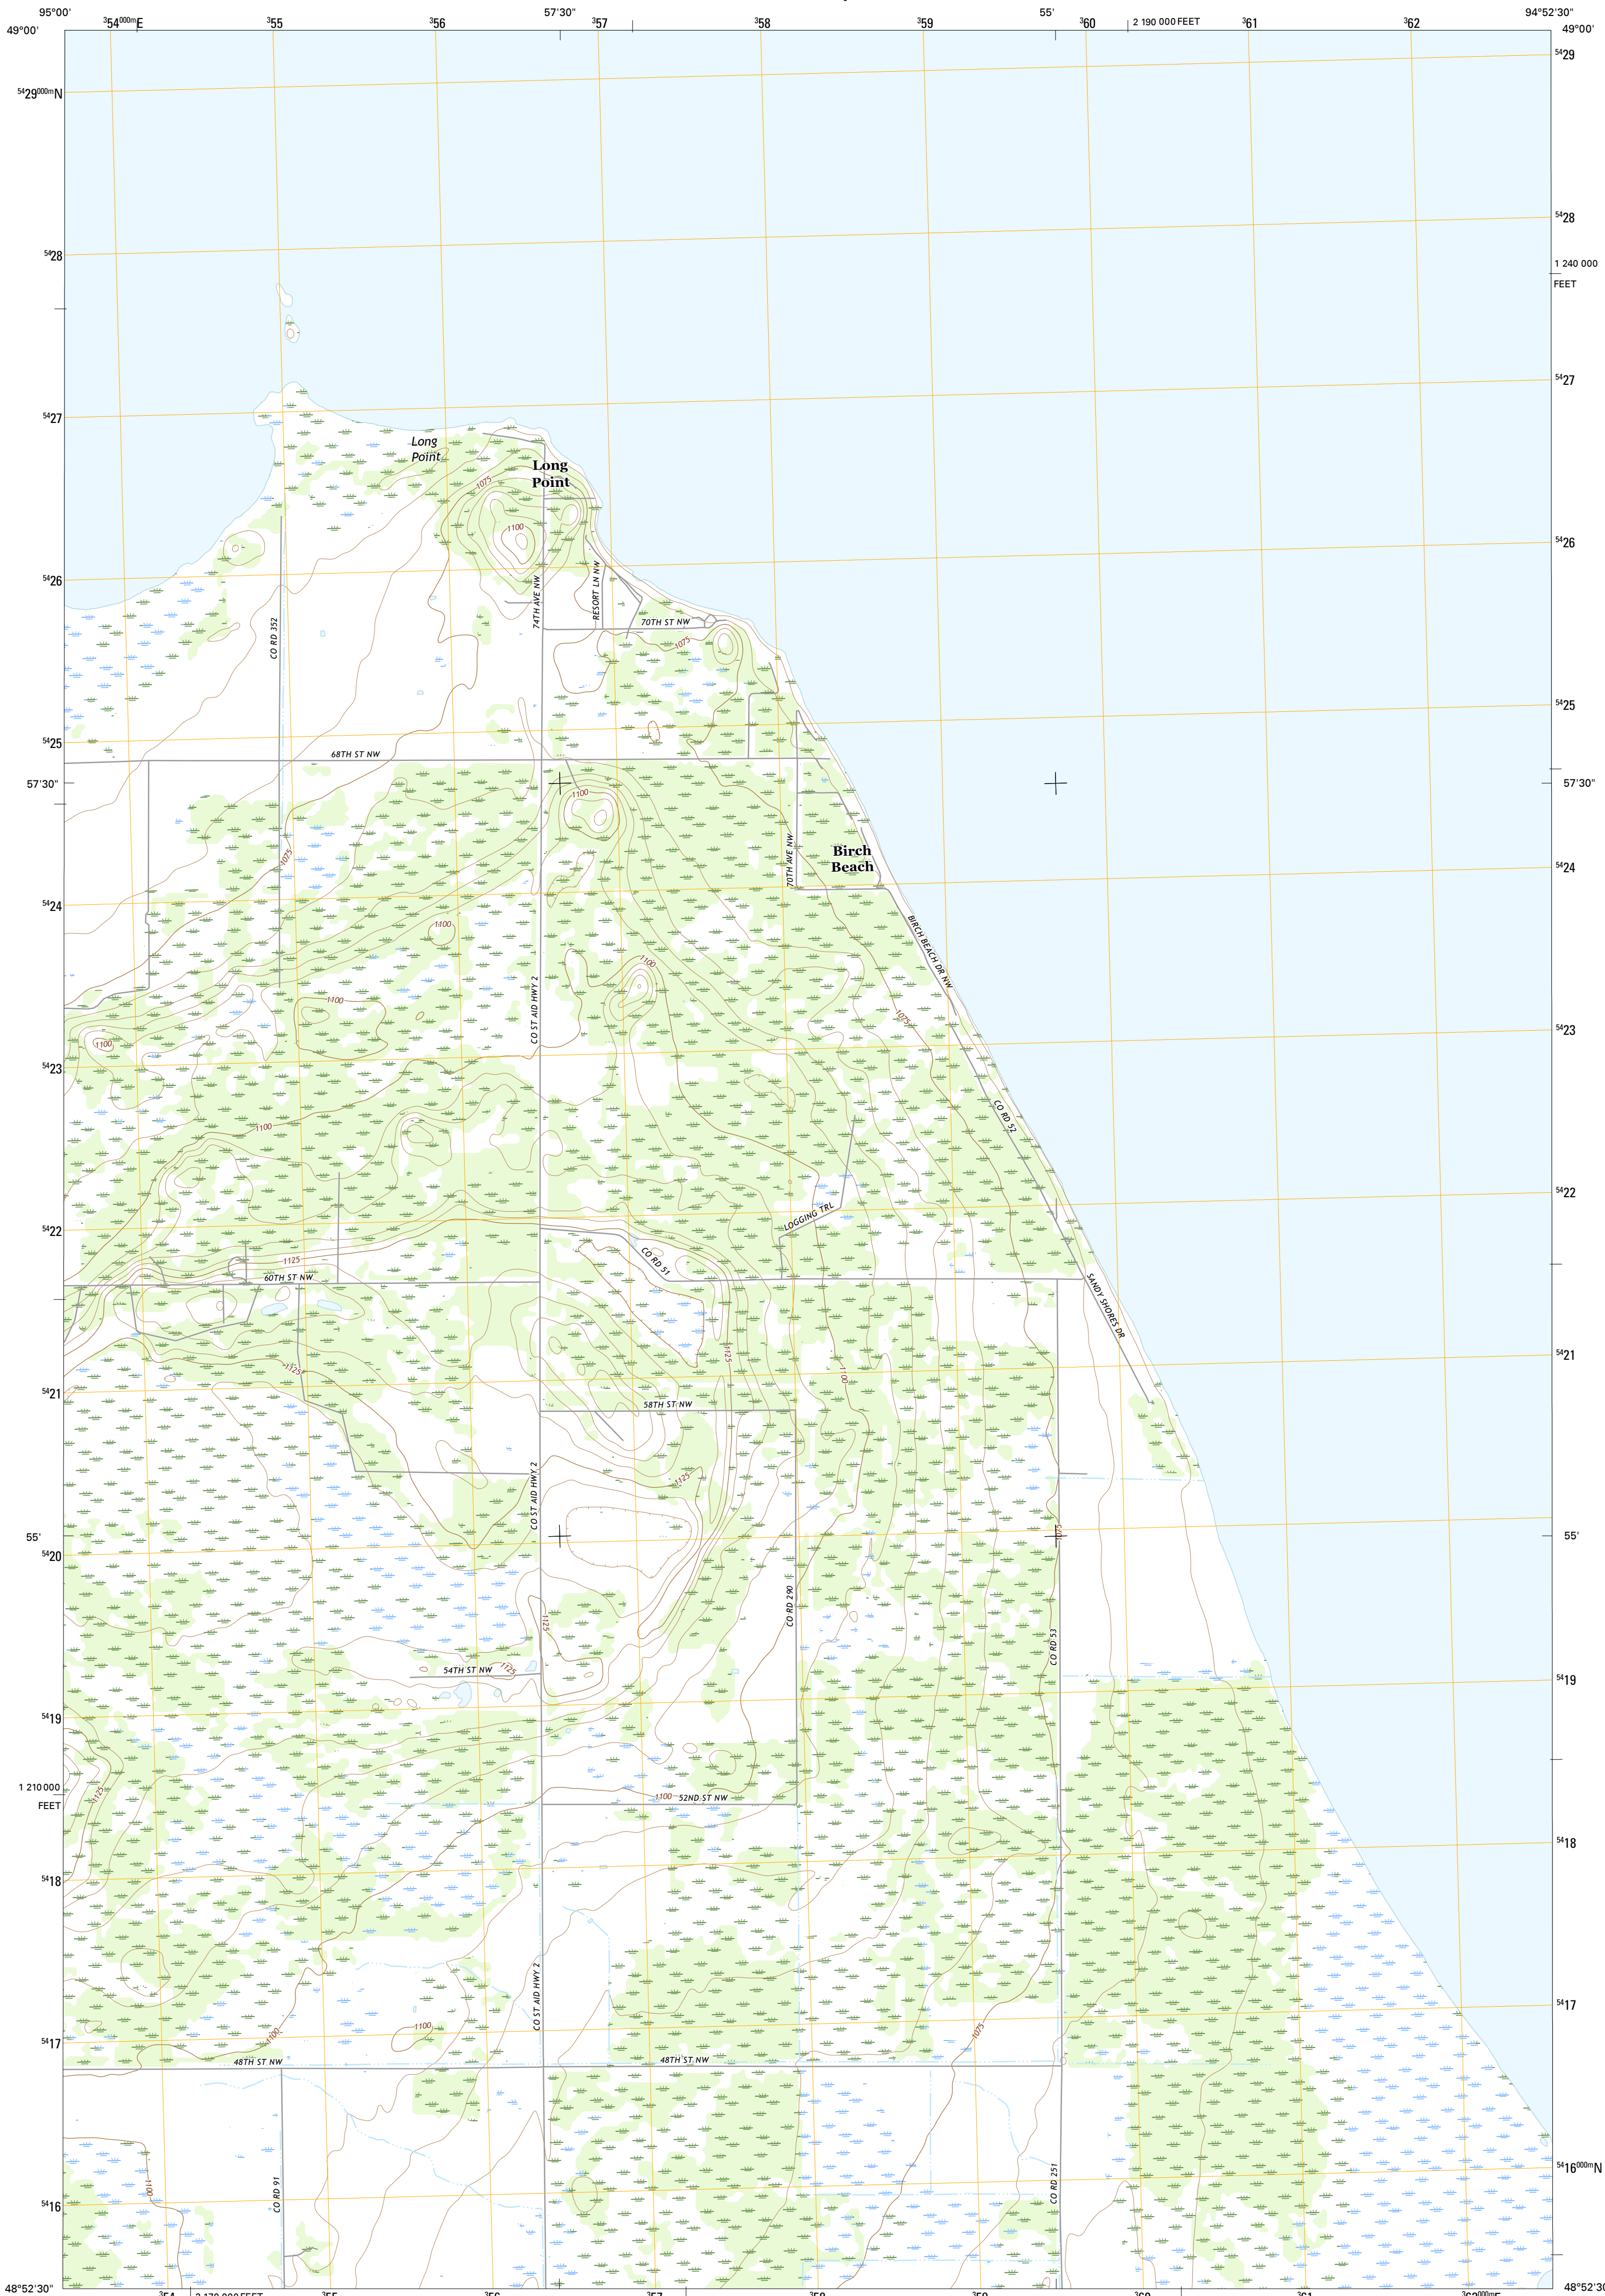 95°00'
³54⁰⁰⁰ᵐE
³55
³56
57'30"
³57
³58
³59
55'
³60
2 190 000 FEET
³61
³62
94°52'30"
49°00'
49°00'
⁵⁴29
⁵⁴29⁰⁰⁰ᵐN
⁵⁴28
⁵⁴28
1 240 000
FEET
⁵⁴27
⁵⁴27
Long
Point
Long
Point
1075
1100
⁵⁴26
⁵⁴26
74TH AVE NW
RESORT LN NW
CO RD 352
70TH ST NW
1075
⁵⁴25
⁵⁴25
68TH ST NW
57'30"
57'30"
1100
1075
70TH AVE NW
Birch
Beach
⁵⁴24
⁵⁴24
1100
BIRCH BEACH DR NW
1100
1100
CO ST AID HWY 2
1075
⁵⁴23
1100
⁵⁴23
CO RD 52
1100
⁵⁴22
⁵⁴22
LOGGING TRL
1125
CO RD 51
60TH ST NW
SANDY SHORES DR
1125
⁵⁴21
1125
1100
⁵⁴21
58TH ST NW
1125
CO ST AID HWY 2
55'
1075
55'
⁵⁴20
CO RD 290
1125
CO RD 53
54TH ST NW
1125
⁵⁴19
⁵⁴19
1 210 000
FEET
1125
1100
52ND ST NW
⁵⁴18
⁵⁴18
CO ST AID HWY 2
⁵⁴17
⁵⁴17
1100
1100
1075
48TH ST NW
48TH ST NW
⁵⁴16⁰⁰⁰ᵐN
1100
CO RD 91
CO RD 251
⁵⁴16
48°52'30"
48°52'30"